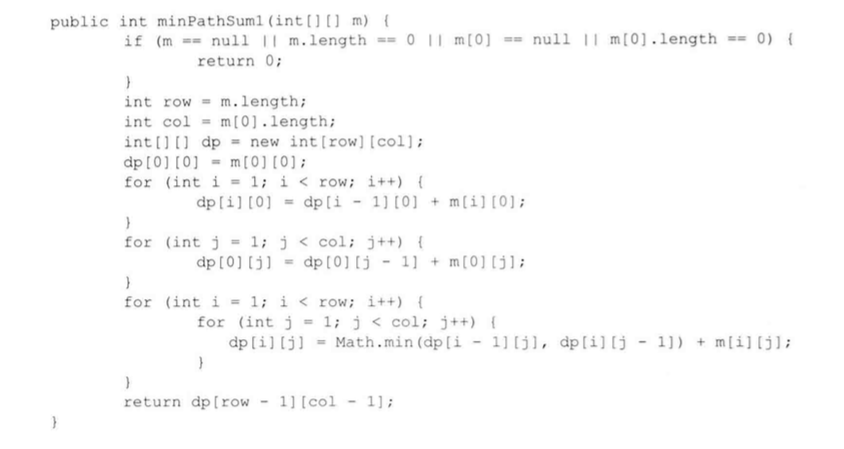 public int minPathSum1(int[][] m) {
if (m == null || m.length == 0 || m[0] == null || m[0].length == 0) {
return 0;
}
int row = m.length;
int col = m[0].length;
int[][] dp = new int[row][col];
dp[0][0] = m[0][0];
for (int i = 1; i < row; i++) {
dp[i][0] = dp[i - 1][0] + m[i][0];
}
for (int j = 1; j < col; j++) {
dp[0][j] = dp[0][j - 1] + m[0][j];
}
for (int i = 1; i < row; i++) {
for (int j = 1; j < col; j++) {
dp[i][j] = Math.min(dp[i - 1][j], dp[i][j - 1]) + m[i][j];
}
}
return dp[row - 1][col - 1];
}